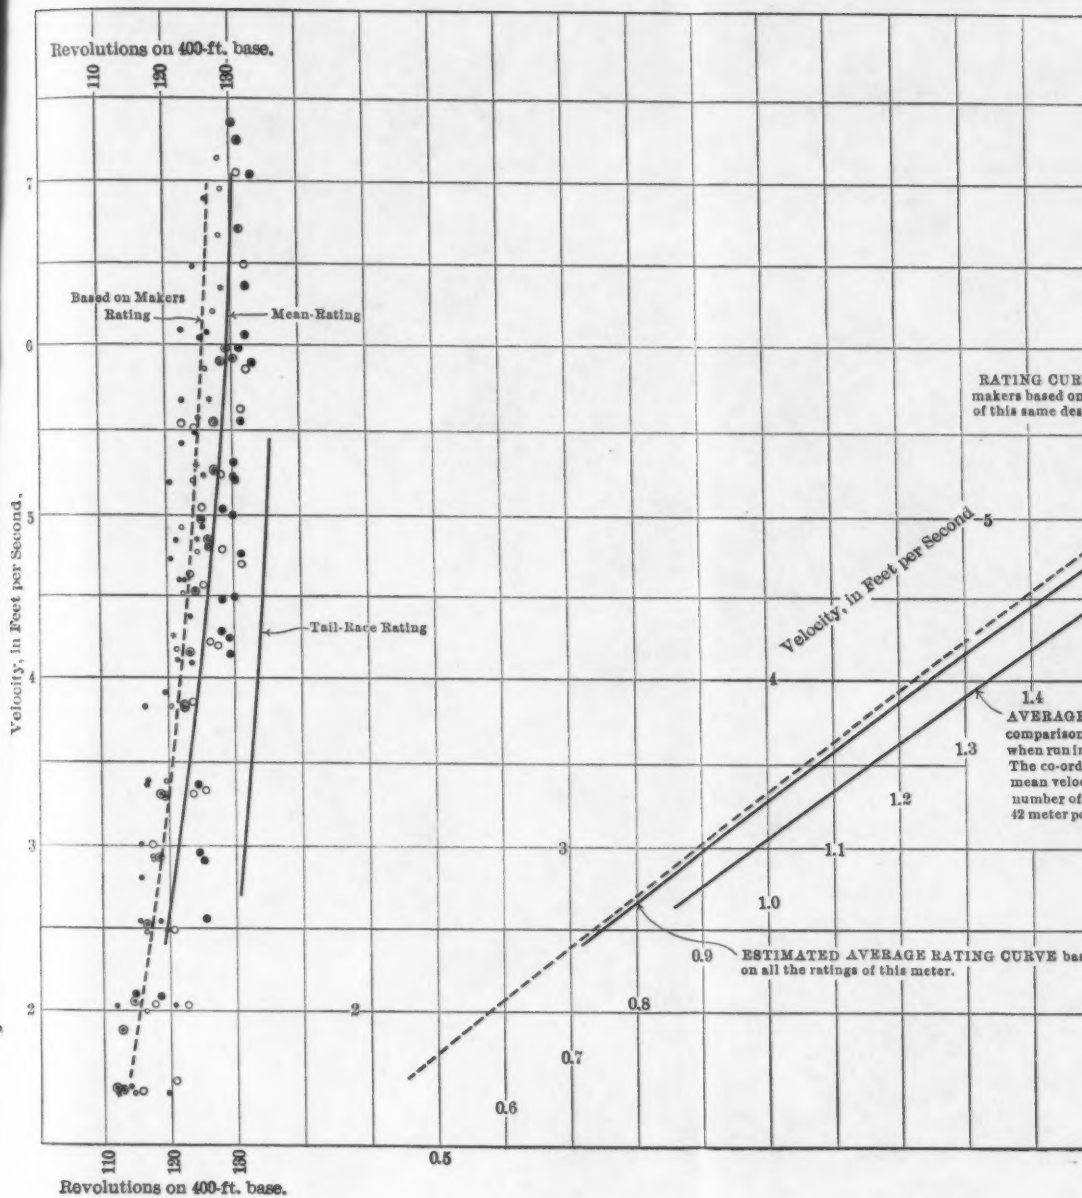 Revolutions on 400-ft. base.
110
120
130
7
Based on Makers
Rating
Mean-Rating
6
RATING CUR
makers based on
of this same dea
5
Velocity, in Feet per Second.
Velocity, in Feet per Second
5
Tail-Race Rating
4
4
1.4
AVERAGE
comparison
when run in
The co-ord
mean veloc
number of
42 meter pe
1.3
1.2
1.1
3
3
1.0
0.9
ESTIMATED AVERAGE RATING CURVE bas
on all the ratings of this meter.
0.8
2
2
0.7
0.6
0.5
110
120
130
Revolutions on 400-ft. base.